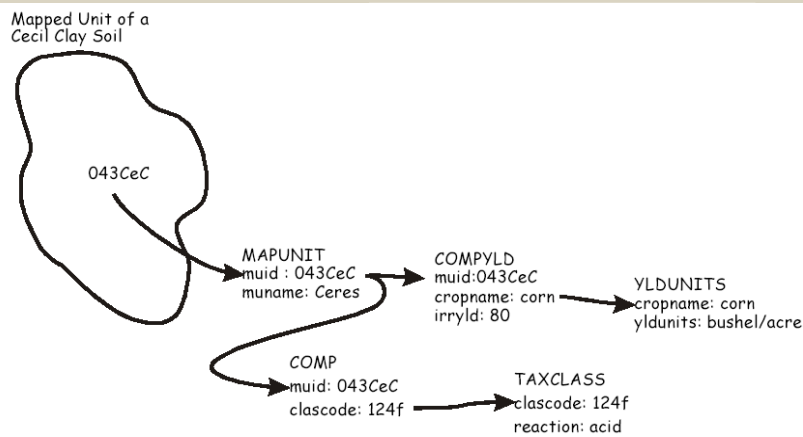 Mapped Unit of a
Cecil Clay Soil
043CeC
MAPUNIT
muid : 043CeC
muname: Ceres
COMPYLD
muid:043CeC
cropname: corn
irryld: 80
YLDUNITS
cropname: corn
yldunits: bushel/acre
COMP
muid: 043CeC
clascode: 124f
TAXCLASS
clascode: 124f
reaction: acid